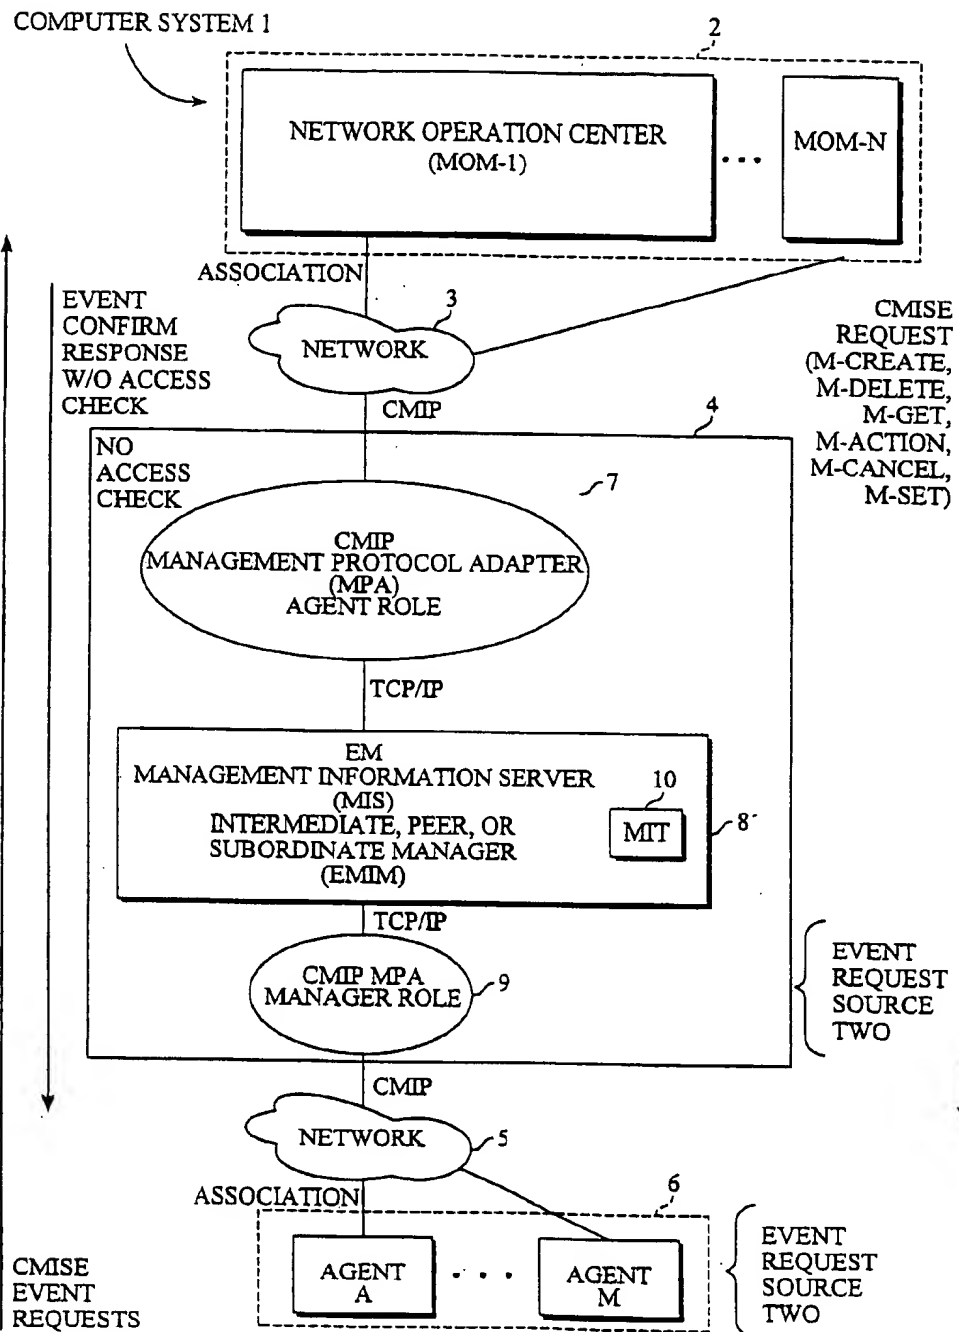 COMPUTER SYSTEM 1
2
NETWORK OPERATION CENTER
(MOM-1)
MOM-N
ASSOCIATION
EVENT
CONFIRM
RESPONSE
W/O ACCESS
CHECK
3
NETWORK
CMISE
REQUEST
(M-CREATE,
M-DELETE,
M-GET,
M-ACTION,
M-CANCEL,
M-SET)
CMIP
4
NO
ACCESS
CHECK
7
CMIP
MANAGEMENT PROTOCOL ADAPTER
(MPA)
AGENT ROLE
TCP/IP
EM
MANAGEMENT INFORMATION SERVER
(MIS)
INTERMEDIATE, PEER, OR
SUBORDINATE MANAGER
(EMIM)
10
MIT
8
TCP/IP
CMIP MPA
MANAGER ROLE
9
EVENT
REQUEST
SOURCE
TWO
CMIP
NETWORK
5
ASSOCIATION
6
AGENT
A
AGENT
M
EVENT
REQUEST
SOURCE
TWO
CMISE
EVENT
REQUESTS